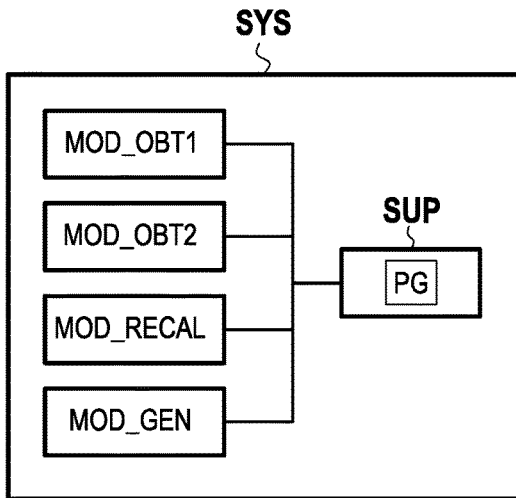 SYS
MOD_OBT1
MOD_OBT2
SUP
PG
MOD_RECAL
MOD_GEN